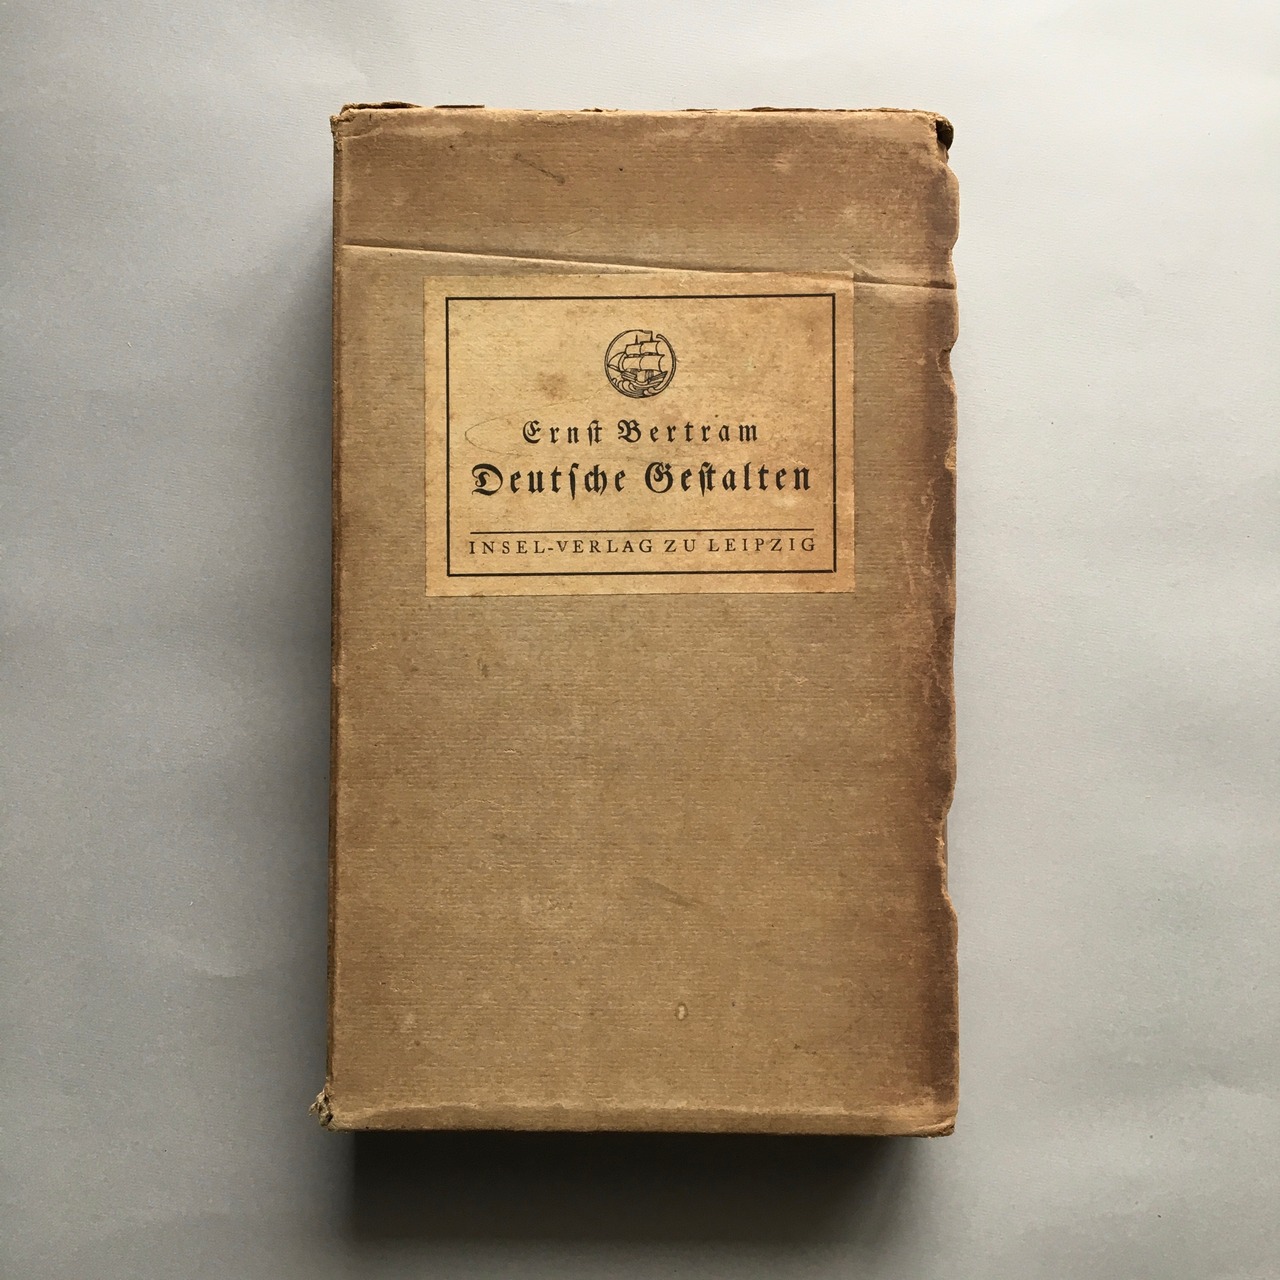 Ernſt Bertram
Deutſche Geſtalten
INSEL-VERLAG ZU LEIPZIG